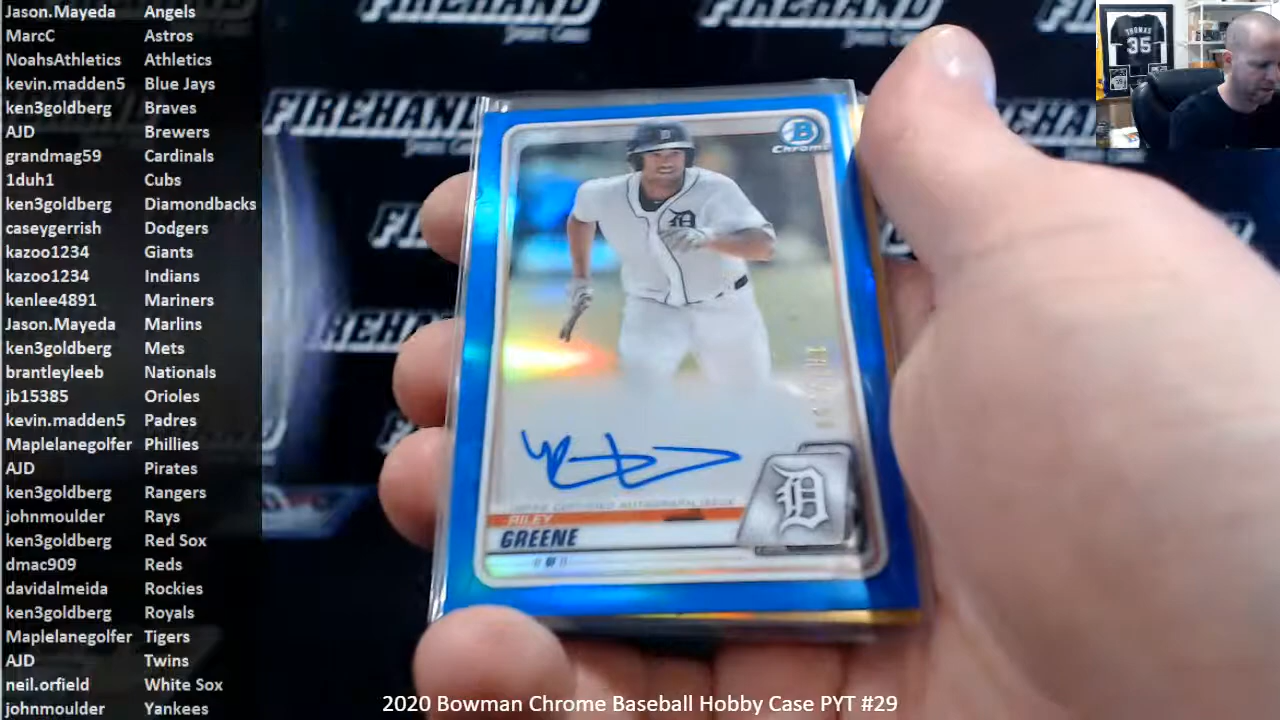 Jason.Mayeda Angels
MarcC Astros
NoahsAthletics Athletics
kevin.madden5 Blue Jays
ken3goldberg Braves
AJD Brewers
grandmag59 Cardinals
1duh1 Cubs
ken3goldberg Diamondbacks
caseygerrish Dodgers
kazoo1234 Giants
kazoo1234 Indians
kenlee4891 Mariners
Jason.Mayeda Marlins
ken3goldberg Mets
brantleyleeb Nationals
jb15385 Orioles
kevin.madden5 Padres
Maplelanegolfer Phillies
AJD Pirates
ken3goldberg Rangers
johnmoulder Rays
ken3goldberg Red Sox
dmac909 Reds
davidalmeida Rockies
ken3goldberg Royals
Maplelanegolfer Tigers
AJD Twins
neil.orfield White Sox
johnmoulder Yankees
FIREHAND
B
Chrome
D
CERTIFIED AUTOGRAPH ISSUE
RILEY
GREENE
D
THOMAS
35
2020 Bowman Chrome Baseball Hobby Case PYT #29